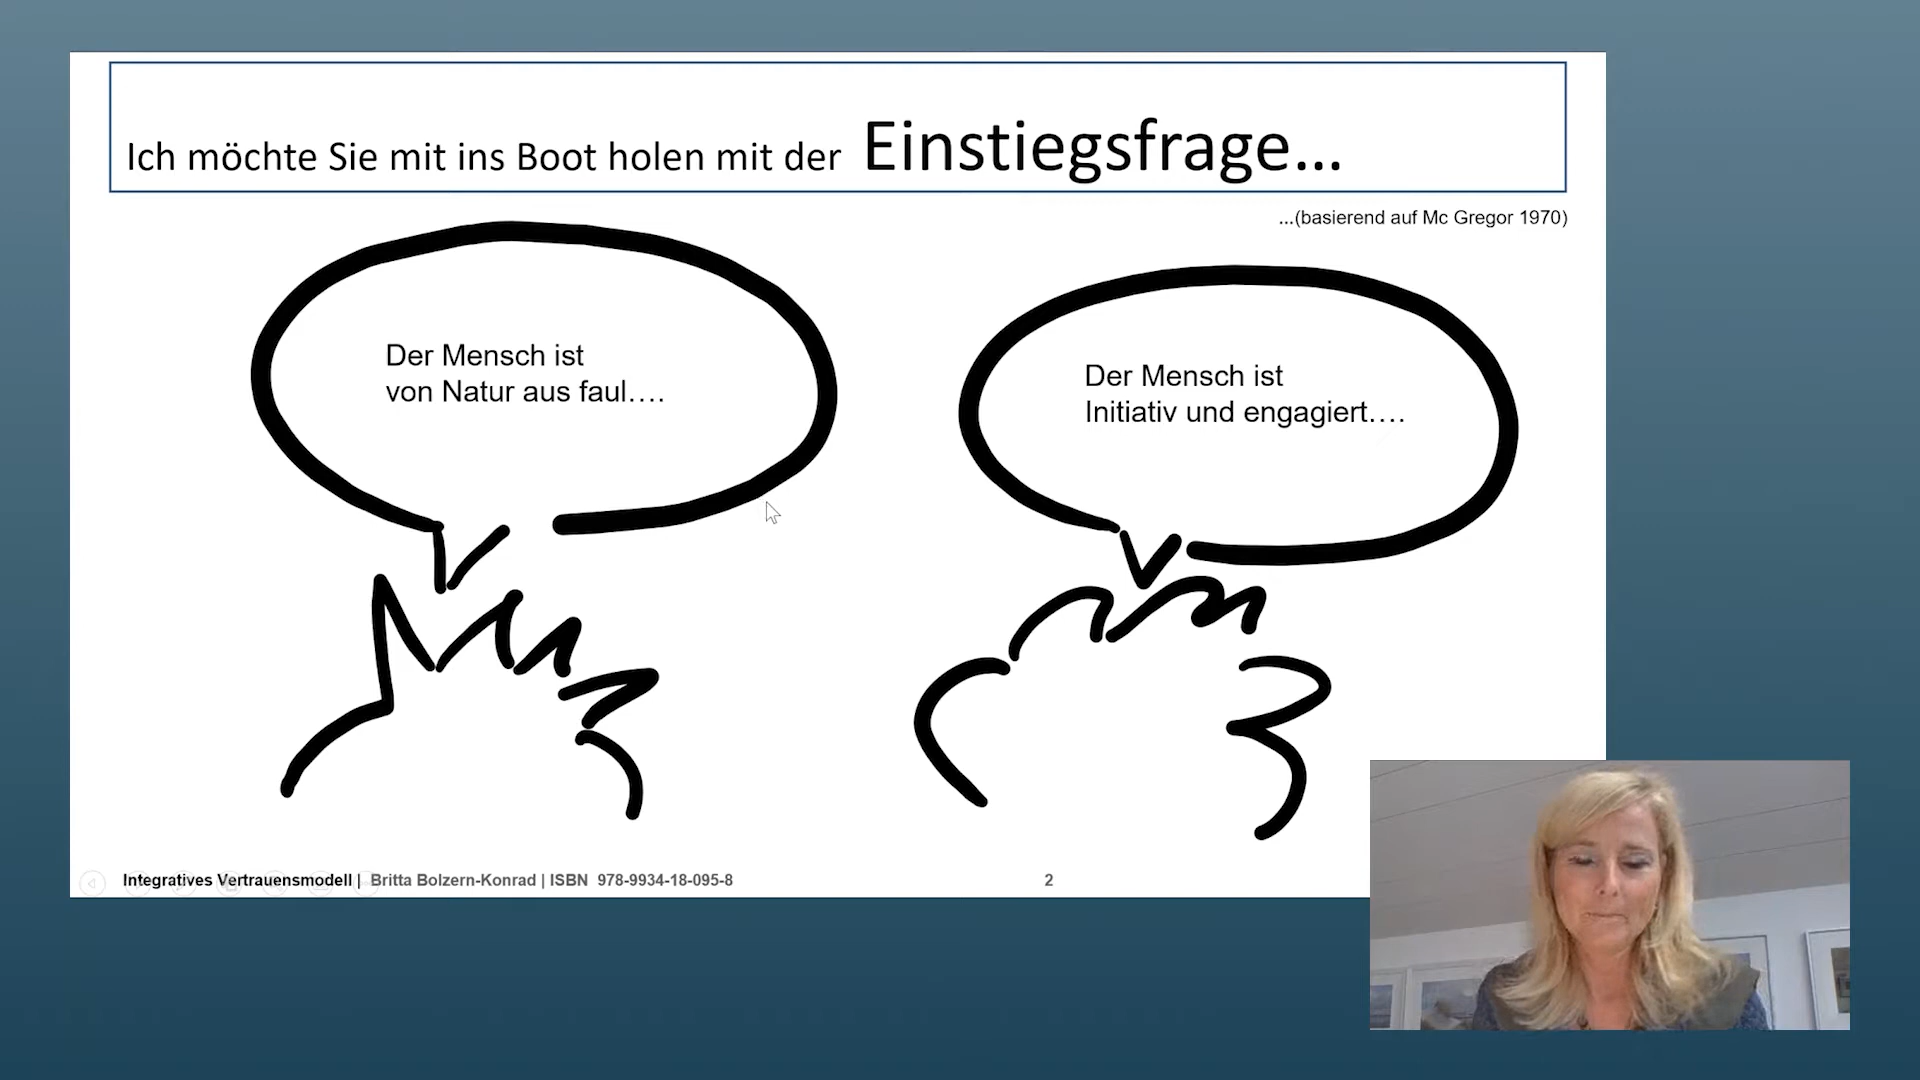 Ich möchte Sie mit ins Boot holen mit der Einstiegsfrage...
...(basierend auf Mc Gregor 1970)
Der Mensch ist
von Natur aus faul….
Der Mensch ist
Initiativ und engagiert….
Integratives Vertrauensmodell | Britta Bolzern-Konrad | ISBN 978-9934-18-095-8
2